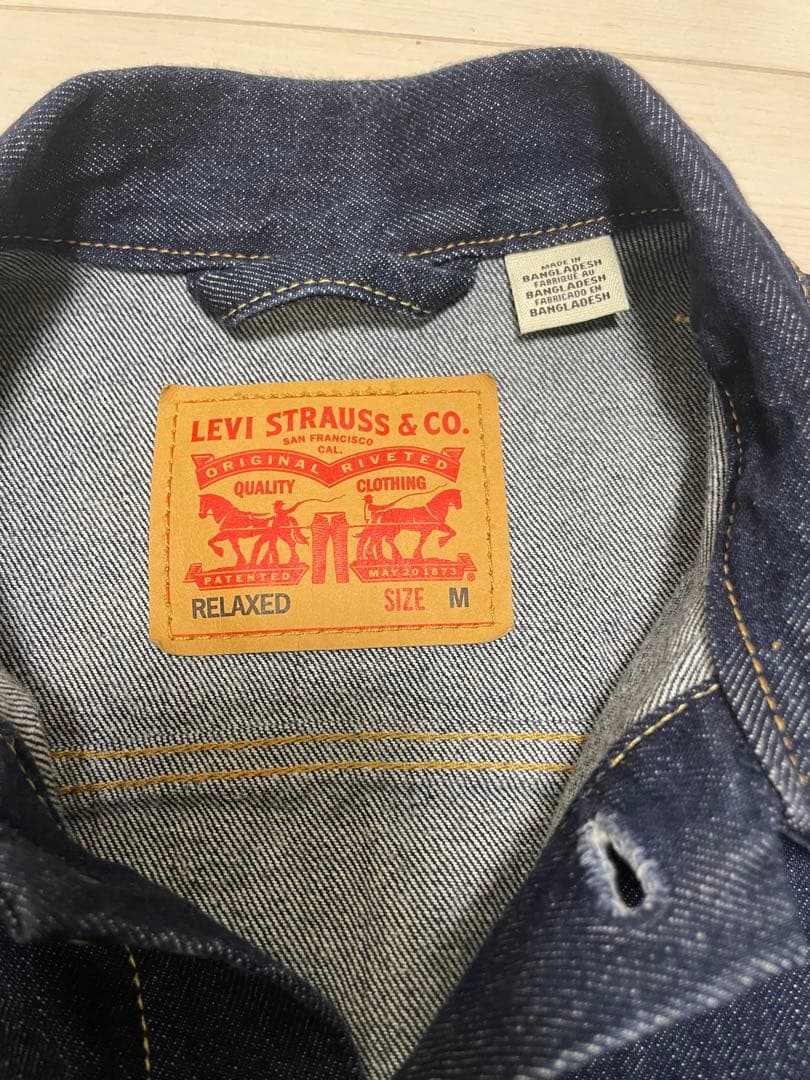 MADE IN
BANGLADESH
FABRIQUÉ AU
BANGLADESH
FABRICADO EN
BANGLADESH
LEVI STRAUSS & CO.
SAN FRANCISCO
CAL.
ORIGINAL RIVETED
QUALITY CLOTHING
PATENTED MAY 20 1873 ®
RELAXED SIZE M